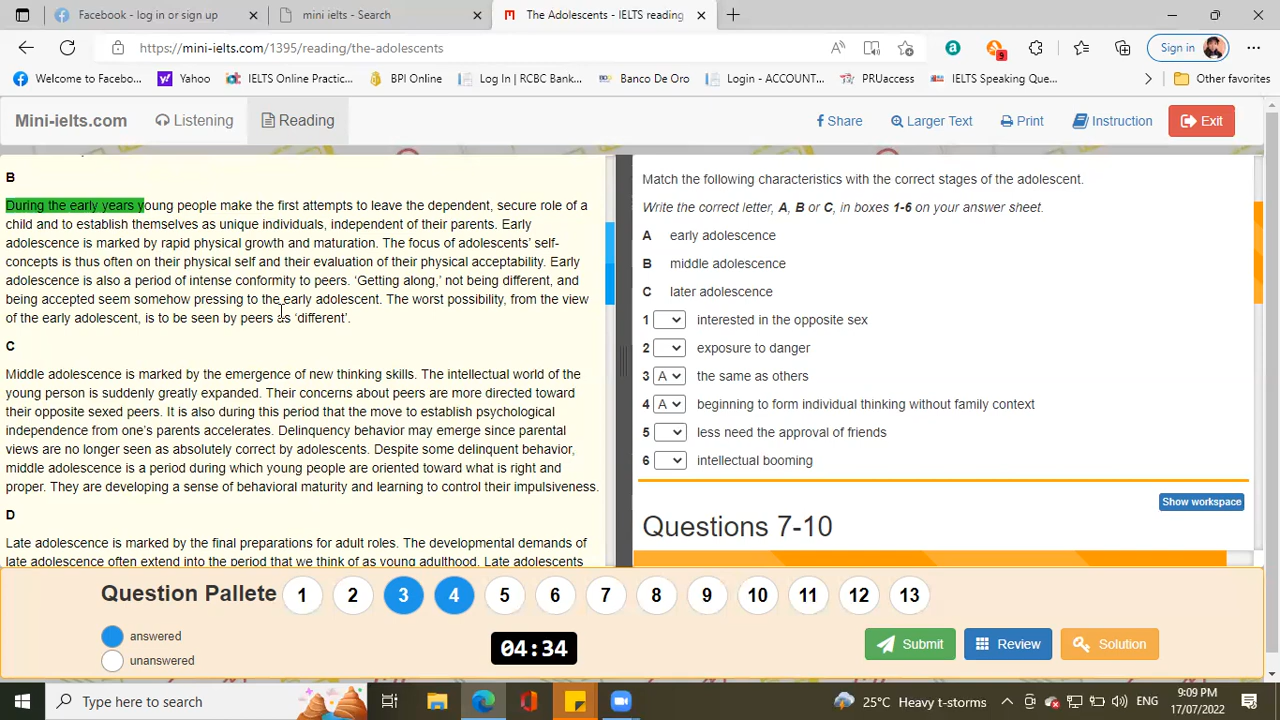 Facebook - log in or sign up
mini ielts - Search
The Adolescents - IELTS reading
https://mini-ielts.com/1395/reading/the-adolescents
9
Sign in
Welcome to Facebo...
Yahoo
IELTS Online Practic...
BPI Online
Log In | RCBC Bank...
Banco De Oro
Login - ACCOUNT...
PRUaccess
IELTS Speaking Que...
Other favorites
Mini-ielts.com
Listening
Reading
Share
Larger Text
Print
Instruction
Exit
B
During the early years young people make the first attempts to leave the dependent, secure role of a
child and to establish themselves as unique individuals, independent of their parents. Early
adolescence is marked by rapid physical growth and maturation. The focus of adolescents’ self-
concepts is thus often on their physical self and their evaluation of their physical acceptability. Early
adolescence is also a period of intense conformity to peers. ‘Getting along,’ not being different, and
being accepted seem somehow pressing to the early adolescent. The worst possibility, from the view
of the early adolescent, is to be seen by peers as ‘different’.
C
Middle adolescence is marked by the emergence of new thinking skills. The intellectual world of the
young person is suddenly greatly expanded. Their concerns about peers are more directed toward
their opposite sexed peers. It is also during this period that the move to establish psychological
independence from one’s parents accelerates. Delinquency behavior may emerge since parental
views are no longer seen as absolutely correct by adolescents. Despite some delinquent behavior,
middle adolescence is a period during which young people are oriented toward what is right and
proper. They are developing a sense of behavioral maturity and learning to control their impulsiveness.
D
Late adolescence is marked by the final preparations for adult roles. The developmental demands of
late adolescence often extend into the period that we think of as young adulthood. Late adolescents
Match the following characteristics with the correct stages of the adolescent.
Write the correct letter, A, B or C, in boxes 1-6 on your answer sheet.
A early adolescence
B middle adolescence
C later adolescence
1 interested in the opposite sex
2 exposure to danger
3 A the same as others
4 A beginning to form individual thinking without family context
5 less need the approval of friends
6 intellectual booming
Show workspace
Questions 7-10
Question Pallete 1 2 3 4 5 6 7 8 9 10 11 12 13
answered
unanswered
04:34
Submit
Review
Solution
Type here to search
25°C Heavy t-storms
ENG
9:09 PM
17/07/2022